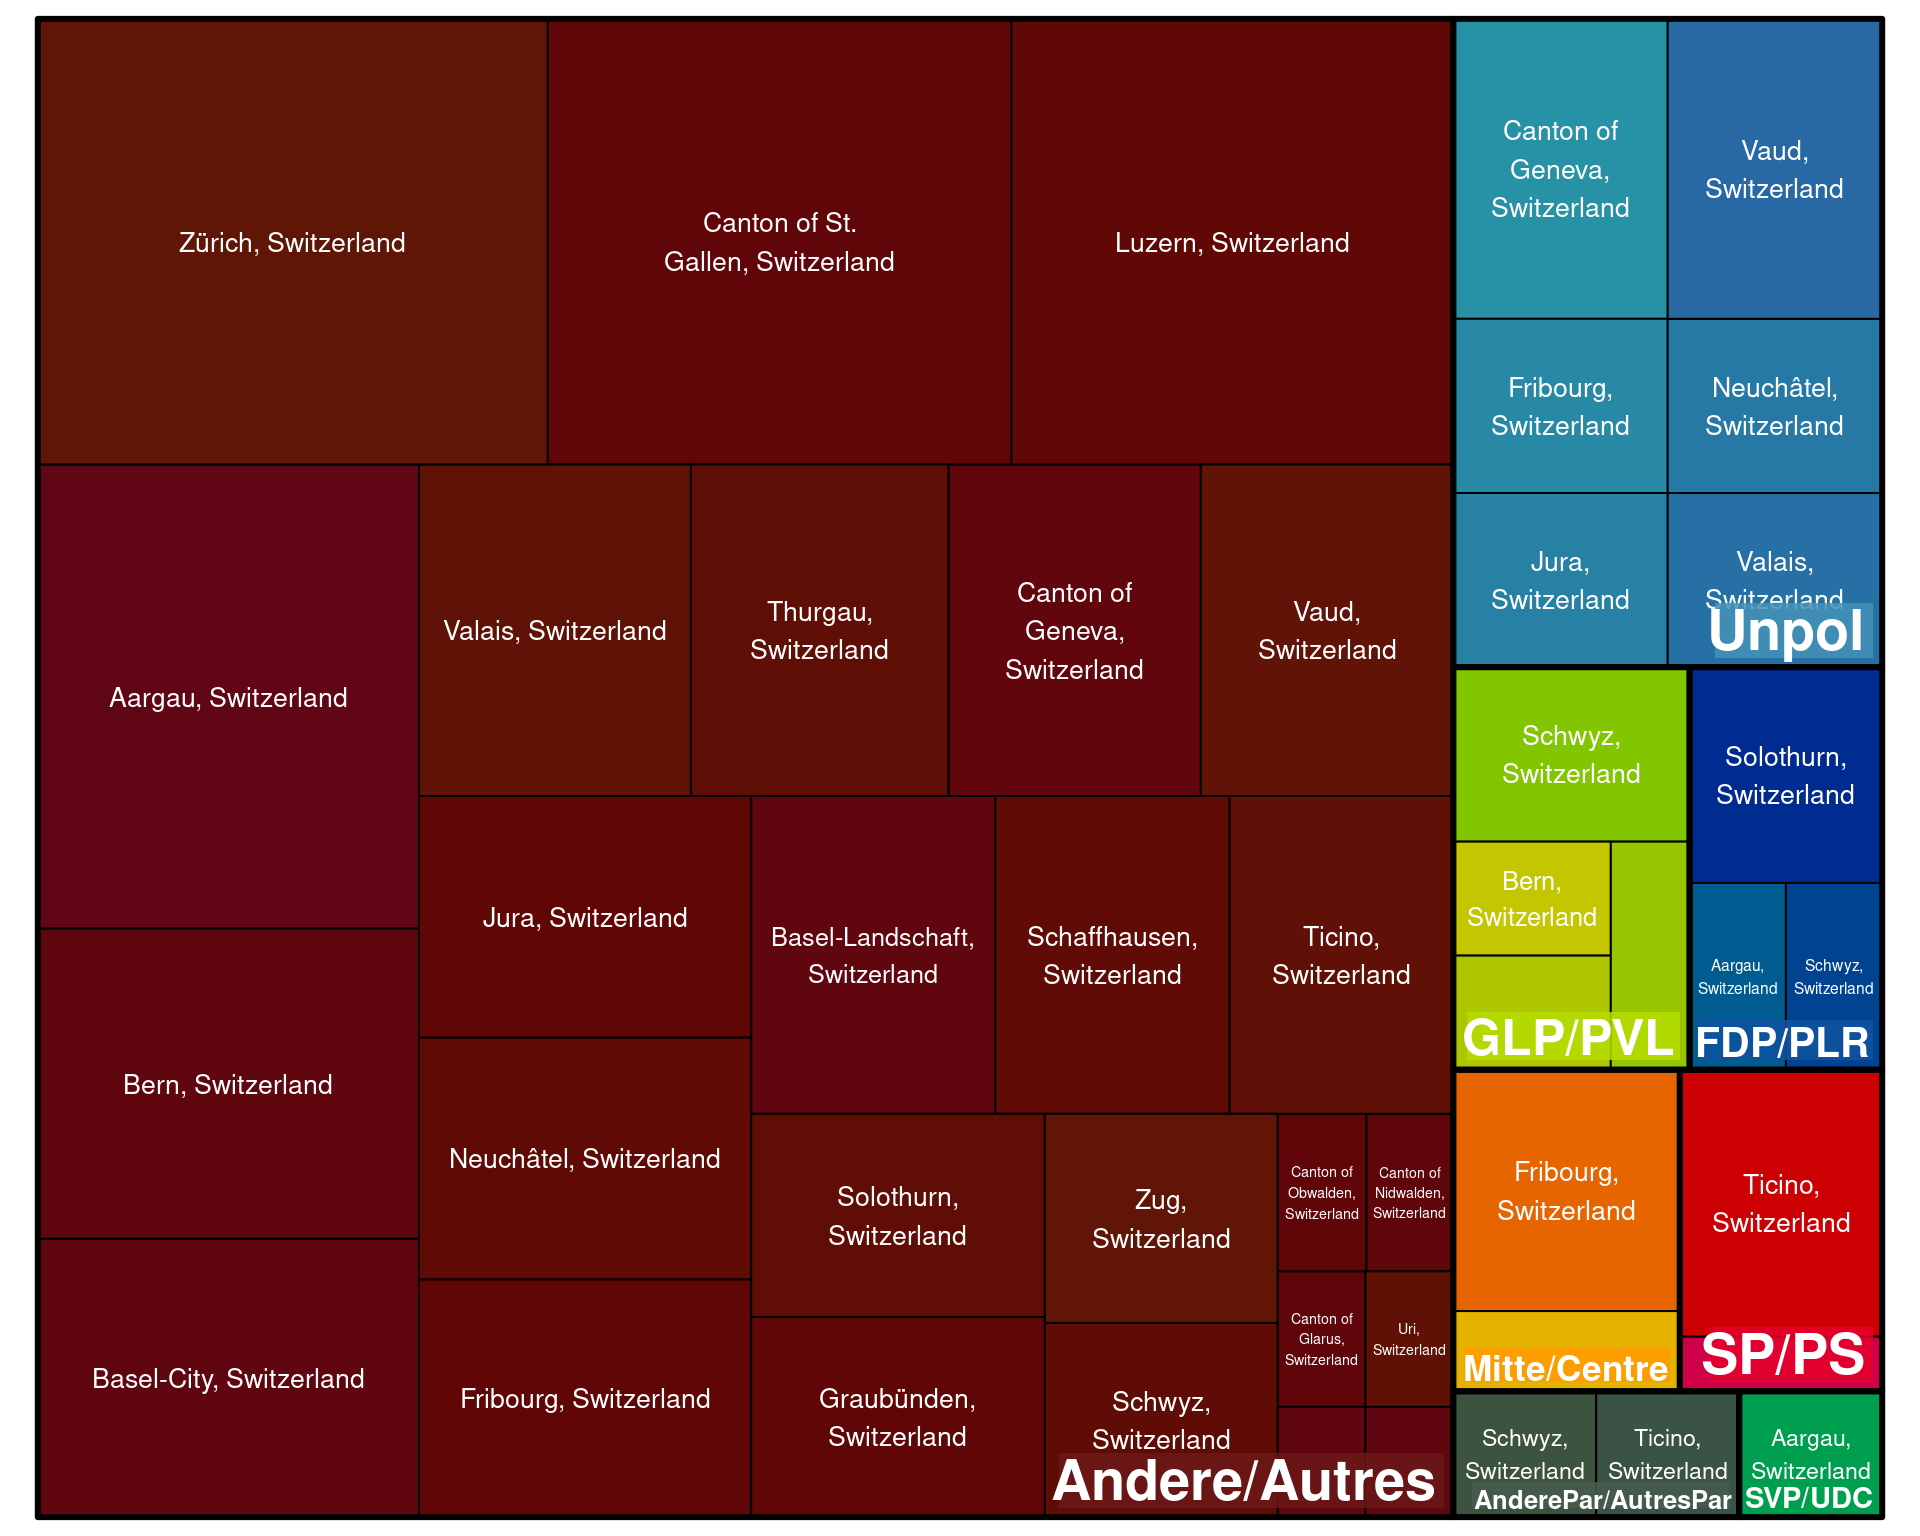 Zürich, Switzerland
Canton of St.
Gallen, Switzerland
Luzern, Switzerland
Aargau, Switzerland
Valais, Switzerland
Thurgau,
Switzerland
Canton of
Geneva,
Switzerland
Vaud,
Switzerland
Bern, Switzerland
Basel-City, Switzerland
Jura, Switzerland
Neuchâtel, Switzerland
Fribourg, Switzerland
Basel-Landschaft,
Switzerland
Schaffhausen,
Switzerland
Ticino,
Switzerland
Solothurn,
Switzerland
Graubünden,
Switzerland
Zug,
Switzerland
Schwyz,
Switzerland
Canton of
Obwalden,
Switzerland
Canton of
Nidwalden,
Switzerland
Canton of
Glarus,
Switzerland
Uri,
Switzerland
Andere/Autres
Canton of
Geneva,
Switzerland
Vaud,
Switzerland
Fribourg,
Switzerland
Neuchâtel,
Switzerland
Jura,
Switzerland
Valais,
Switzerland
Unpol
Schwyz,
Switzerland
Bern,
Switzerland
GLP/PVL
Solothurn,
Switzerland
Aargau,
Switzerland
Schwyz,
Switzerland
FDP/PLR
Fribourg,
Switzerland
Mitte/Centre
Ticino,
Switzerland
SP/PS
Schwyz,
Switzerland
Ticino,
Switzerland
AnderePar/AutresPar
Aargau,
Switzerland
SVP/UDC